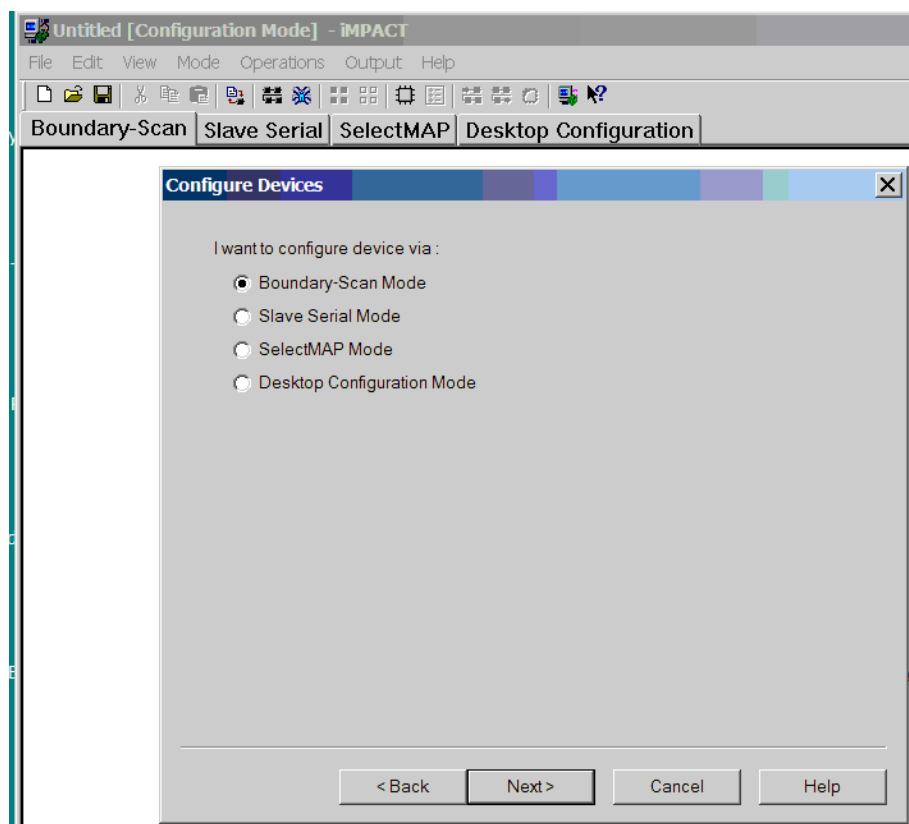 Untitled [Configuration Mode] - iMPACT
File Edit View Mode Operations Output Help
Boundary-Scan Slave Serial SelectMAP Desktop Configuration
Configure Devices
I want to configure device via :
Boundary-Scan Mode
Slave Serial Mode
SelectMAP Mode
Desktop Configuration Mode
< Back Next > Cancel Help